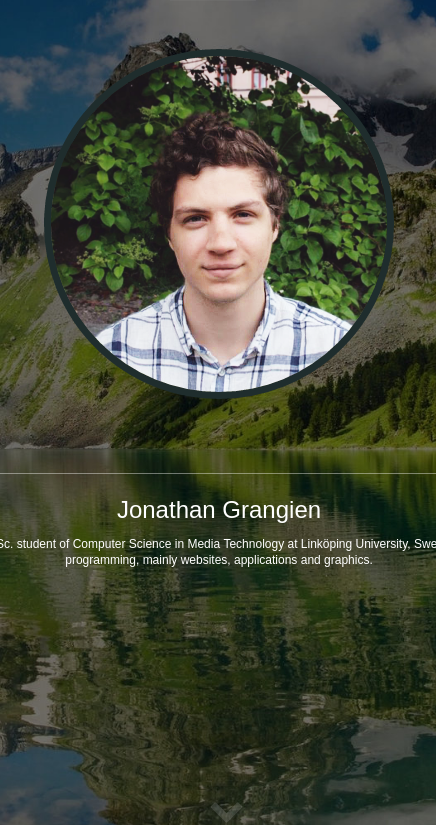 Jonathan Grangien
Sc. student of Computer Science in Media Technology at Linköping University, Swe
programming, mainly websites, applications and graphics.